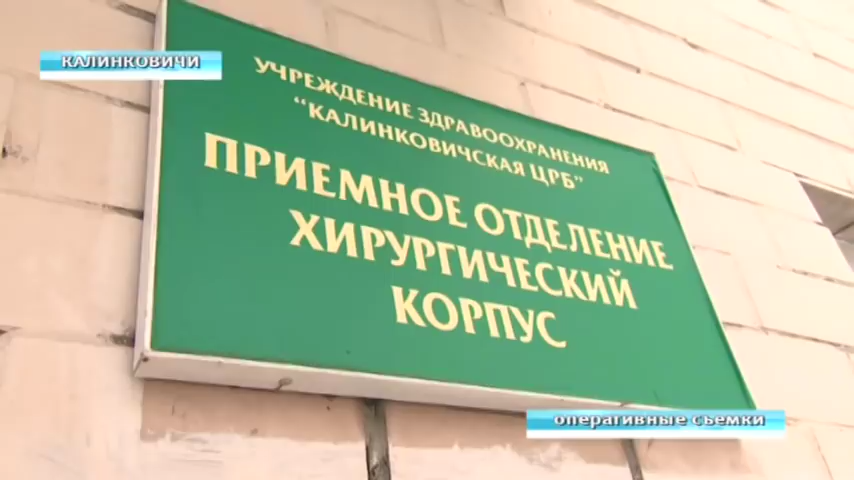 КАЛИНКОВИЧИ
УЧРЕЖДЕНИЕ ЗДРАВООХРАНЕНИЯ
“КАЛИНКОВИЧСКАЯ ЦРБ”
ПРИЕМНОЕ ОТДЕЛЕНИЕ
ХИРУРГИЧЕСКИЙ
КОРПУС
оперативные съемки